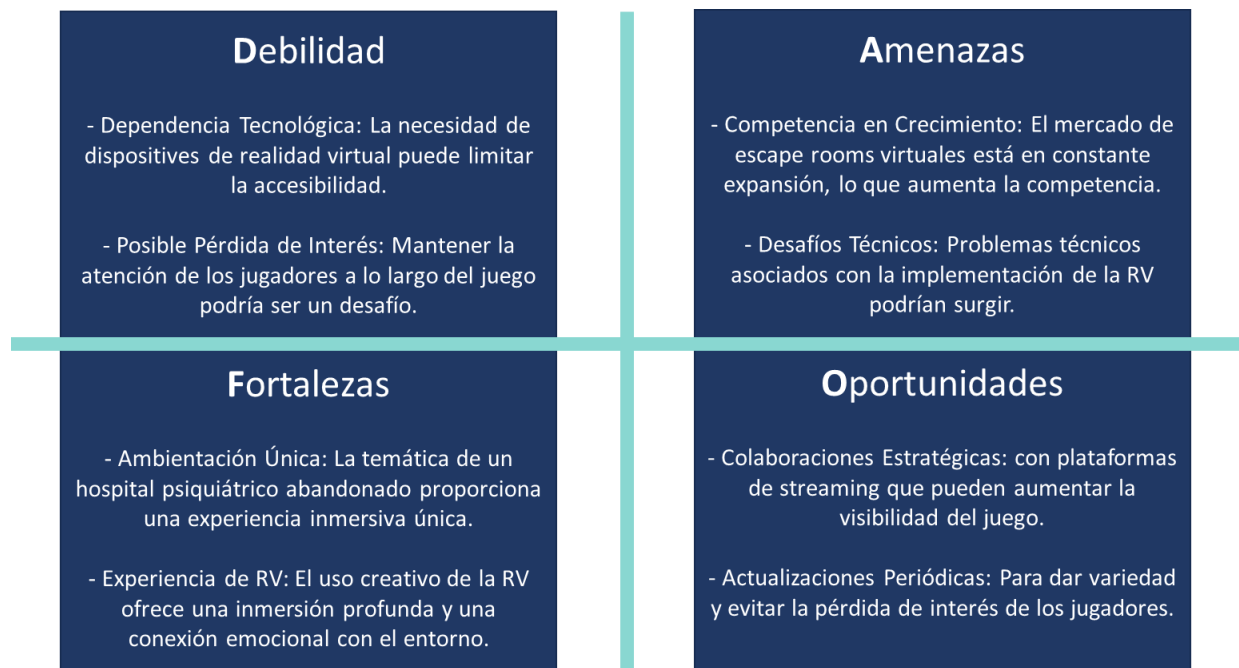 Debilidad
- Dependencia Tecnológica: La necesidad de
dispositives de realidad virtual puede limitar
la accesibilidad.
- Posible Pérdida de Interés: Mantener la
atención de los jugadores a lo largo del juego
podría ser un desafío.
Amenazas
- Competencia en Crecimiento: El mercado de
escape rooms virtuales está en constante
expansión, lo que aumenta la competencia.
- Desafíos Técnicos: Problemas técnicos
asociados con la implementación de la RV
podrían surgir.
Fortalezas
- Ambientación Única: La temática de un
hospital psiquiátrico abandonado proporciona
una experiencia inmersiva única.
- Experiencia de RV: El uso creativo de la RV
ofrece una inmersión profunda y una
conexión emocional con el entorno.
Oportunidades
- Colaboraciones Estratégicas: con plataformas
de streaming que pueden aumentar la
visibilidad del juego.
- Actualizaciones Periódicas: Para dar variedad
y evitar la pérdida de interés de los jugadores.